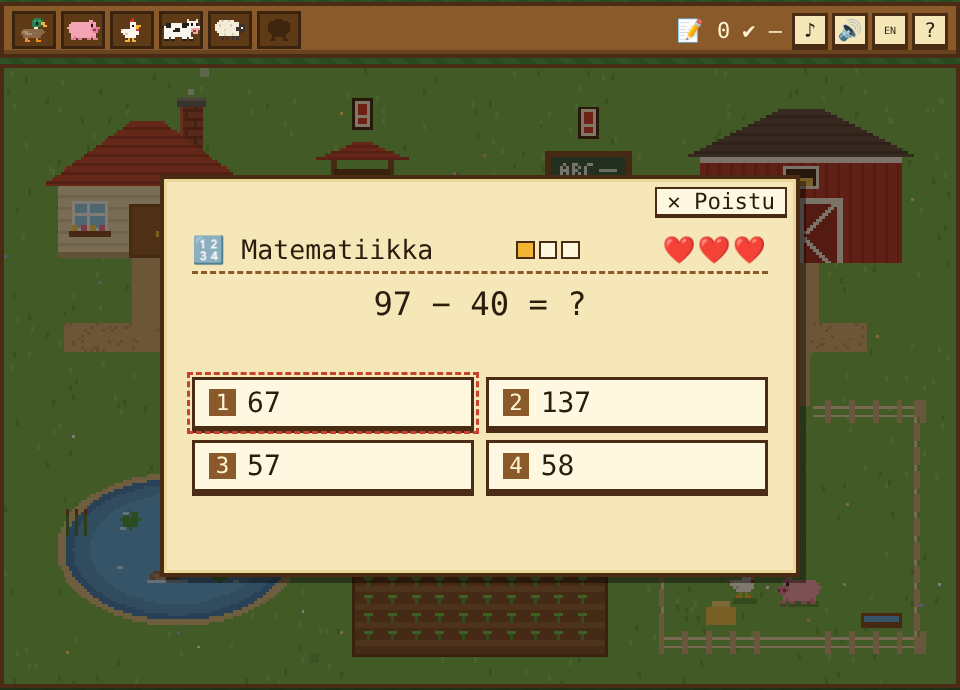 0 ✔ —
EN
?
ABC
× Poistu
Matematiikka
97 − 40 = ?
1 67
2 137
3 57
4 58